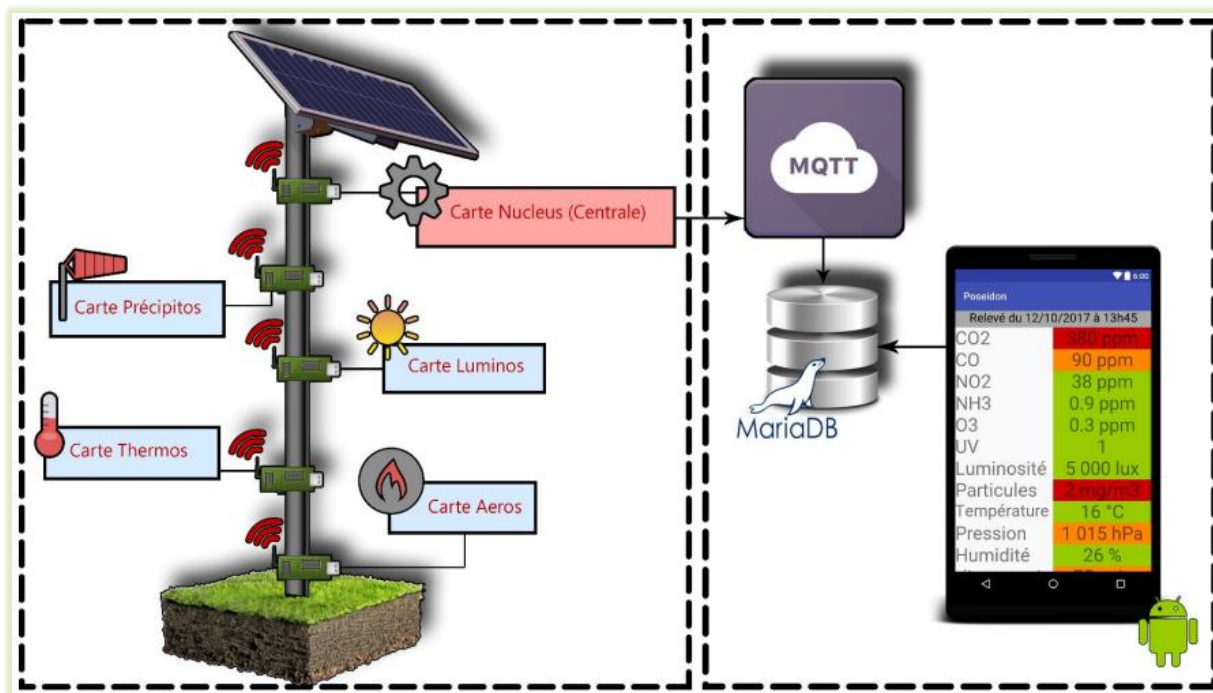 MQTT
Carte Nucleus (Centrale)
Carte Précipitos
Carte Luminos
Carte Thermos
Carte Aeros
MariaDB
6:00
Poseidon
Relevé du 12/10/2017 à 13h45
CO2 380 ppm
CO 90 ppm
NO2 38 ppm
NH3 0.9 ppm
O3 0.3 ppm
UV 1
Luminosité 5 000 lux
Particules 2 mg/m3
Température 16 °C
Pression 1 015 hPa
Humidité 26 %